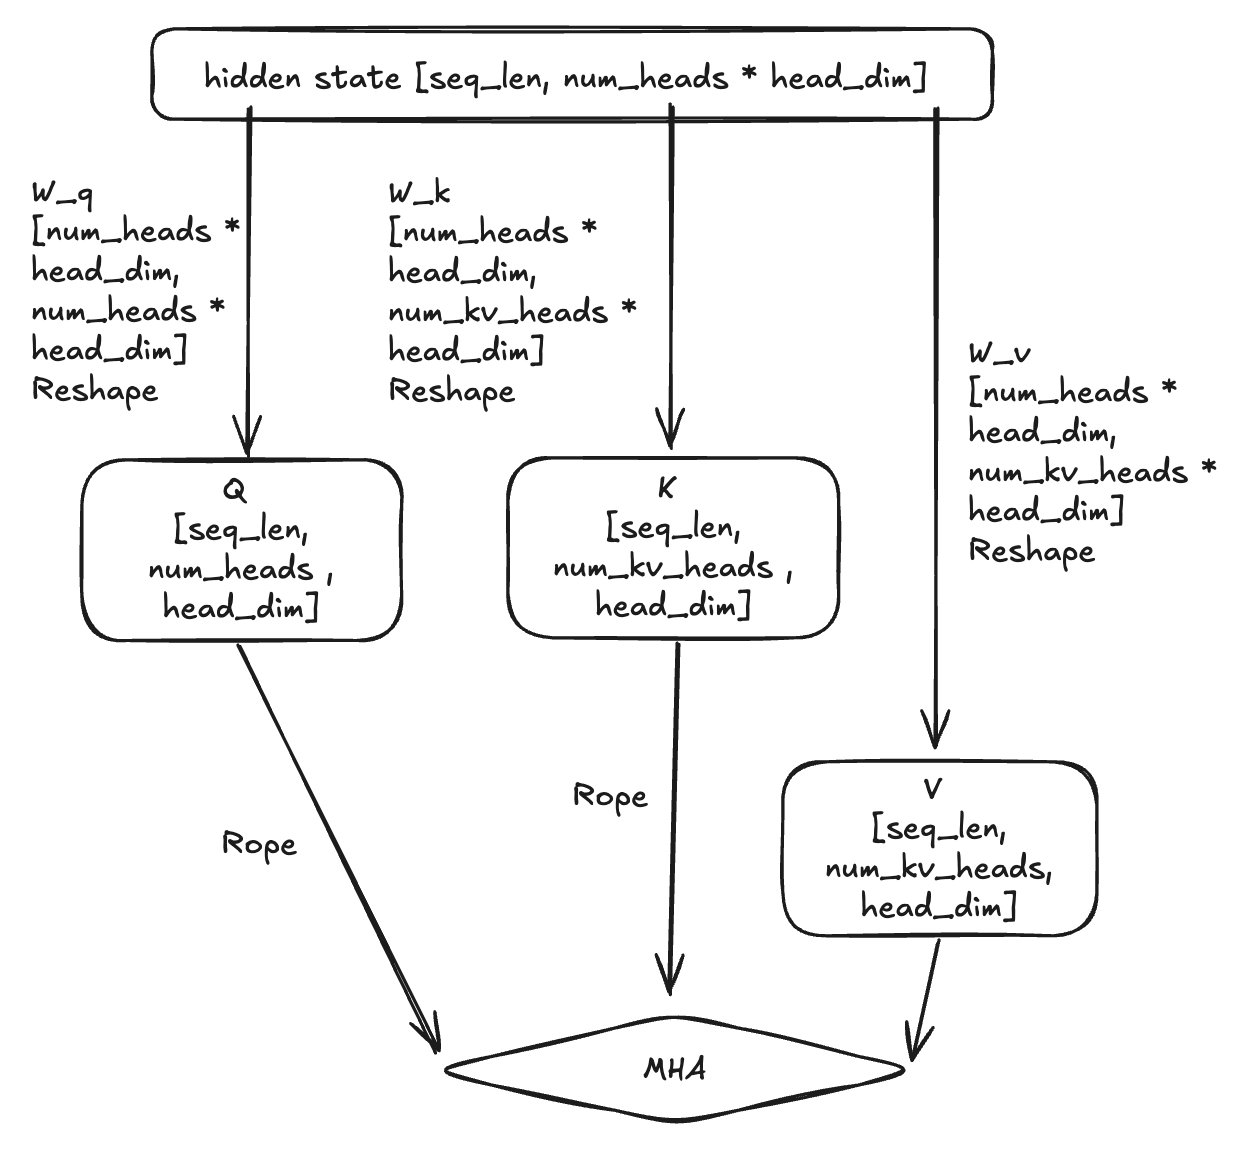 hidden state [seq_len, num_heads * head_dim]
W_q
[num_heads *
head_dim,
num_heads *
head_dim]
Reshape
W_k
[num_heads *
head_dim,
num_kv_heads *
head_dim]
Reshape
W_v
[num_heads *
head_dim,
num_kv_heads *
head_dim]
Reshape
Q
[seq_len,
num_heads ,
head_dim]
K
[seq_len,
num_kv_heads ,
head_dim]
V
[seq_len,
num_kv_heads,
head_dim]
Rope
Rope
MHA